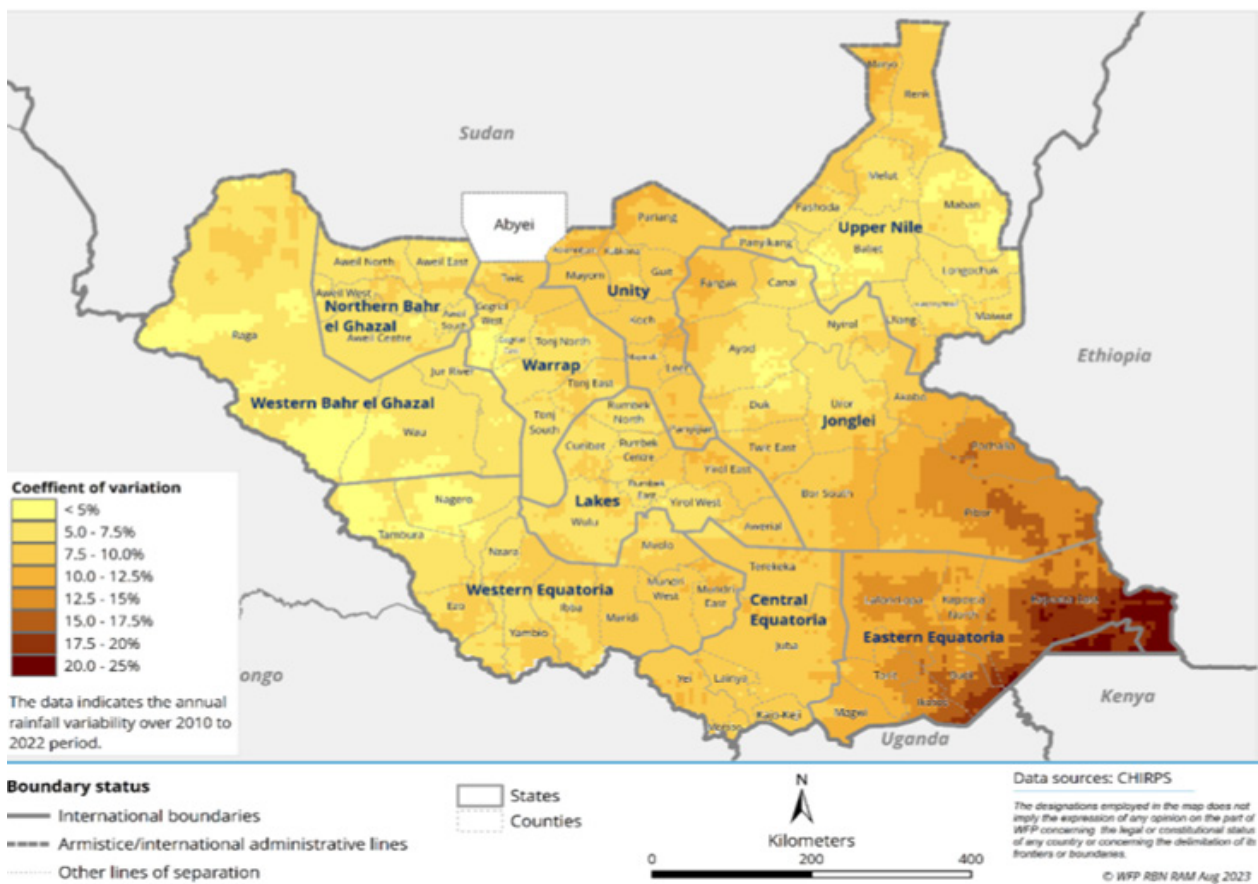 Sudan
Manyo
Renk
Melut
Maban
Fashoda
Upper Nile
Abyei
Pariang
Panyikang
Baliet
Longochuk
Aweil North
Aweil East
Twic
Mayom
Guit
Fangak
Canal
Unity
Aweil West
Northern Bahr
el Ghazal
Aweil
South
Gogrial
West
Koch
Nyirol
Ulang
Maiwut
Raga
Aweil Centre
Tonj North
Ayod
Ethiopia
Warrap
Leer
Jur River
Tonj East
Western Bahr el Ghazal
Rumbek
North
Duk
Uror
Akobo
Jonglei
Wau
Tonj
South
Cueibet
Rumbek
Centre
Panyijiar
Twic East
Pochalla
Yirol East
Rumbek
East
Bor South
Pibor
Nagero
Lakes
Yirol West
Wulu
Awerial
Tambura
Nzara
Mvolo
Terekeka
Western Equatoria
Mundri
West
Mundri
East
Central
Equatoria
Kapoeta
North
Kapoeta East
Ezo
Ibba
Maridi
Eastern Equatoria
Yambio
Juba
Yei
Lainya
Torit
Budi
Ikotos
Magwi
Morobo
Kajo-Keji
Uganda
Kenya
ongo
Coeffient of variation
< 5%
5.0 - 7.5%
7.5 - 10.0%
10.0 - 12.5%
12.5 - 15%
15.0 - 17.5%
17.5 - 20%
20.0 - 25%
The data indicates the annual
rainfall variability over 2010 to
2022 period.
Boundary status
International boundaries
Armistice/international administrative lines
Other lines of separation
States
Counties
N
Kilometers
0 200 400
Data sources: CHIRPS
The designations employed in the map does not
imply the expression of any opinion on the part of
WFP concerning the legal or constitutional status
of any country or concerning the delimitation of its
frontiers or boundaries.
© WFP RBN RAM Aug 2023